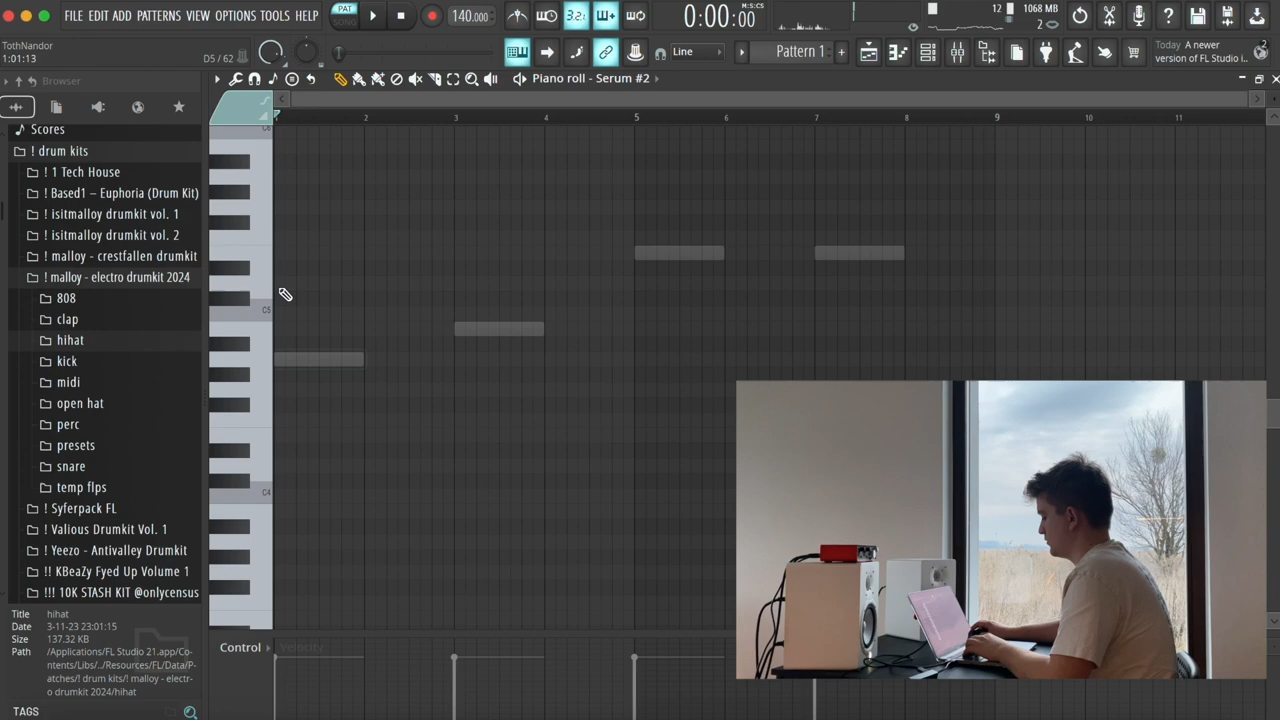 FILE EDIT ADD PATTERNS VIEW OPTIONS TOOLS HELP
PAT
SONG
140.000
3.2.
0:00:00
M:S:CS
12
1068 MB
2
TothNandor
1:01:13
D5 / 62
Line
Pattern 1
Today A newer
version of FL Studio i..
Browser
Piano roll - Serum #2
Scores
! drum kits
! 1 Tech House
! Based1 – Euphoria (Drum Kit)
! isitmalloy drumkit vol. 1
! isitmalloy drumkit vol. 2
! malloy - crestfallen drumkit
! malloy - electro drumkit 2024
808
clap
hihat
kick
midi
open hat
perc
presets
snare
temp flps
! Syferpack FL
! Valious Drumkit Vol. 1
! Yeezo - Antivalley Drumkit
!! KBeaZy Fyed Up Volume 1
!!! 10K STASH KIT @onlycensus
2 3 4 5 6 7 8 9 10 11
C6
C5
C4
Title hihat
Date 3-11-23 23:01:15
Size 137.32 KB
Path /Applications/FL Studio 21.app/Co-
ntents/Libs/../Resources/FL/Data/P-
atches/! drum kits/! malloy - electr-
o drumkit 2024/hihat
TAGS
Control
Velocity